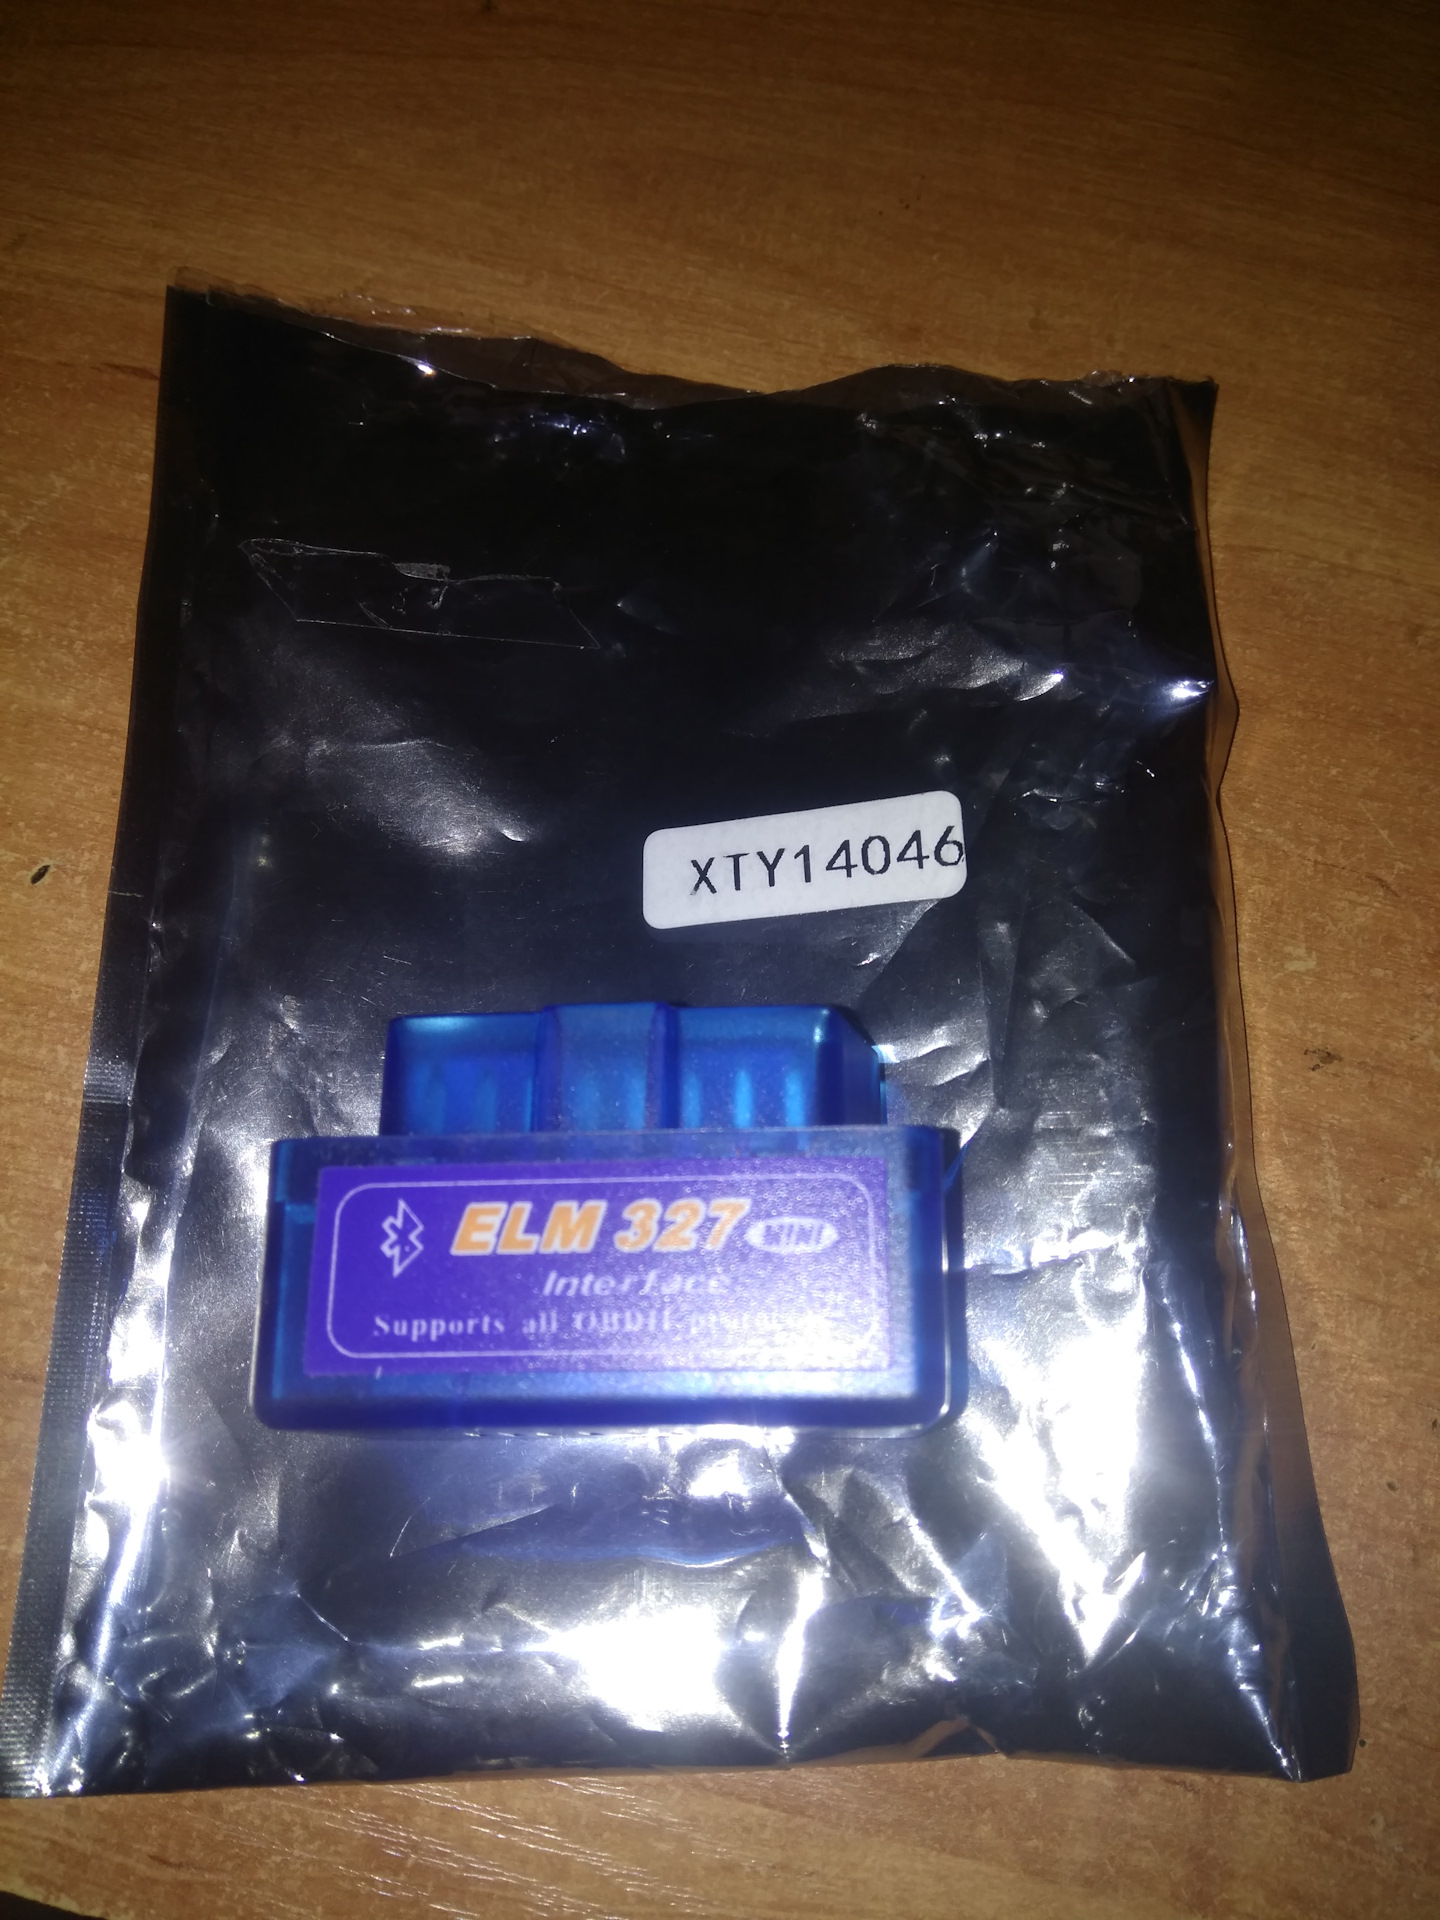 XTY14046
ELM 327 MINI
Interface
Supports all OBDII protocols